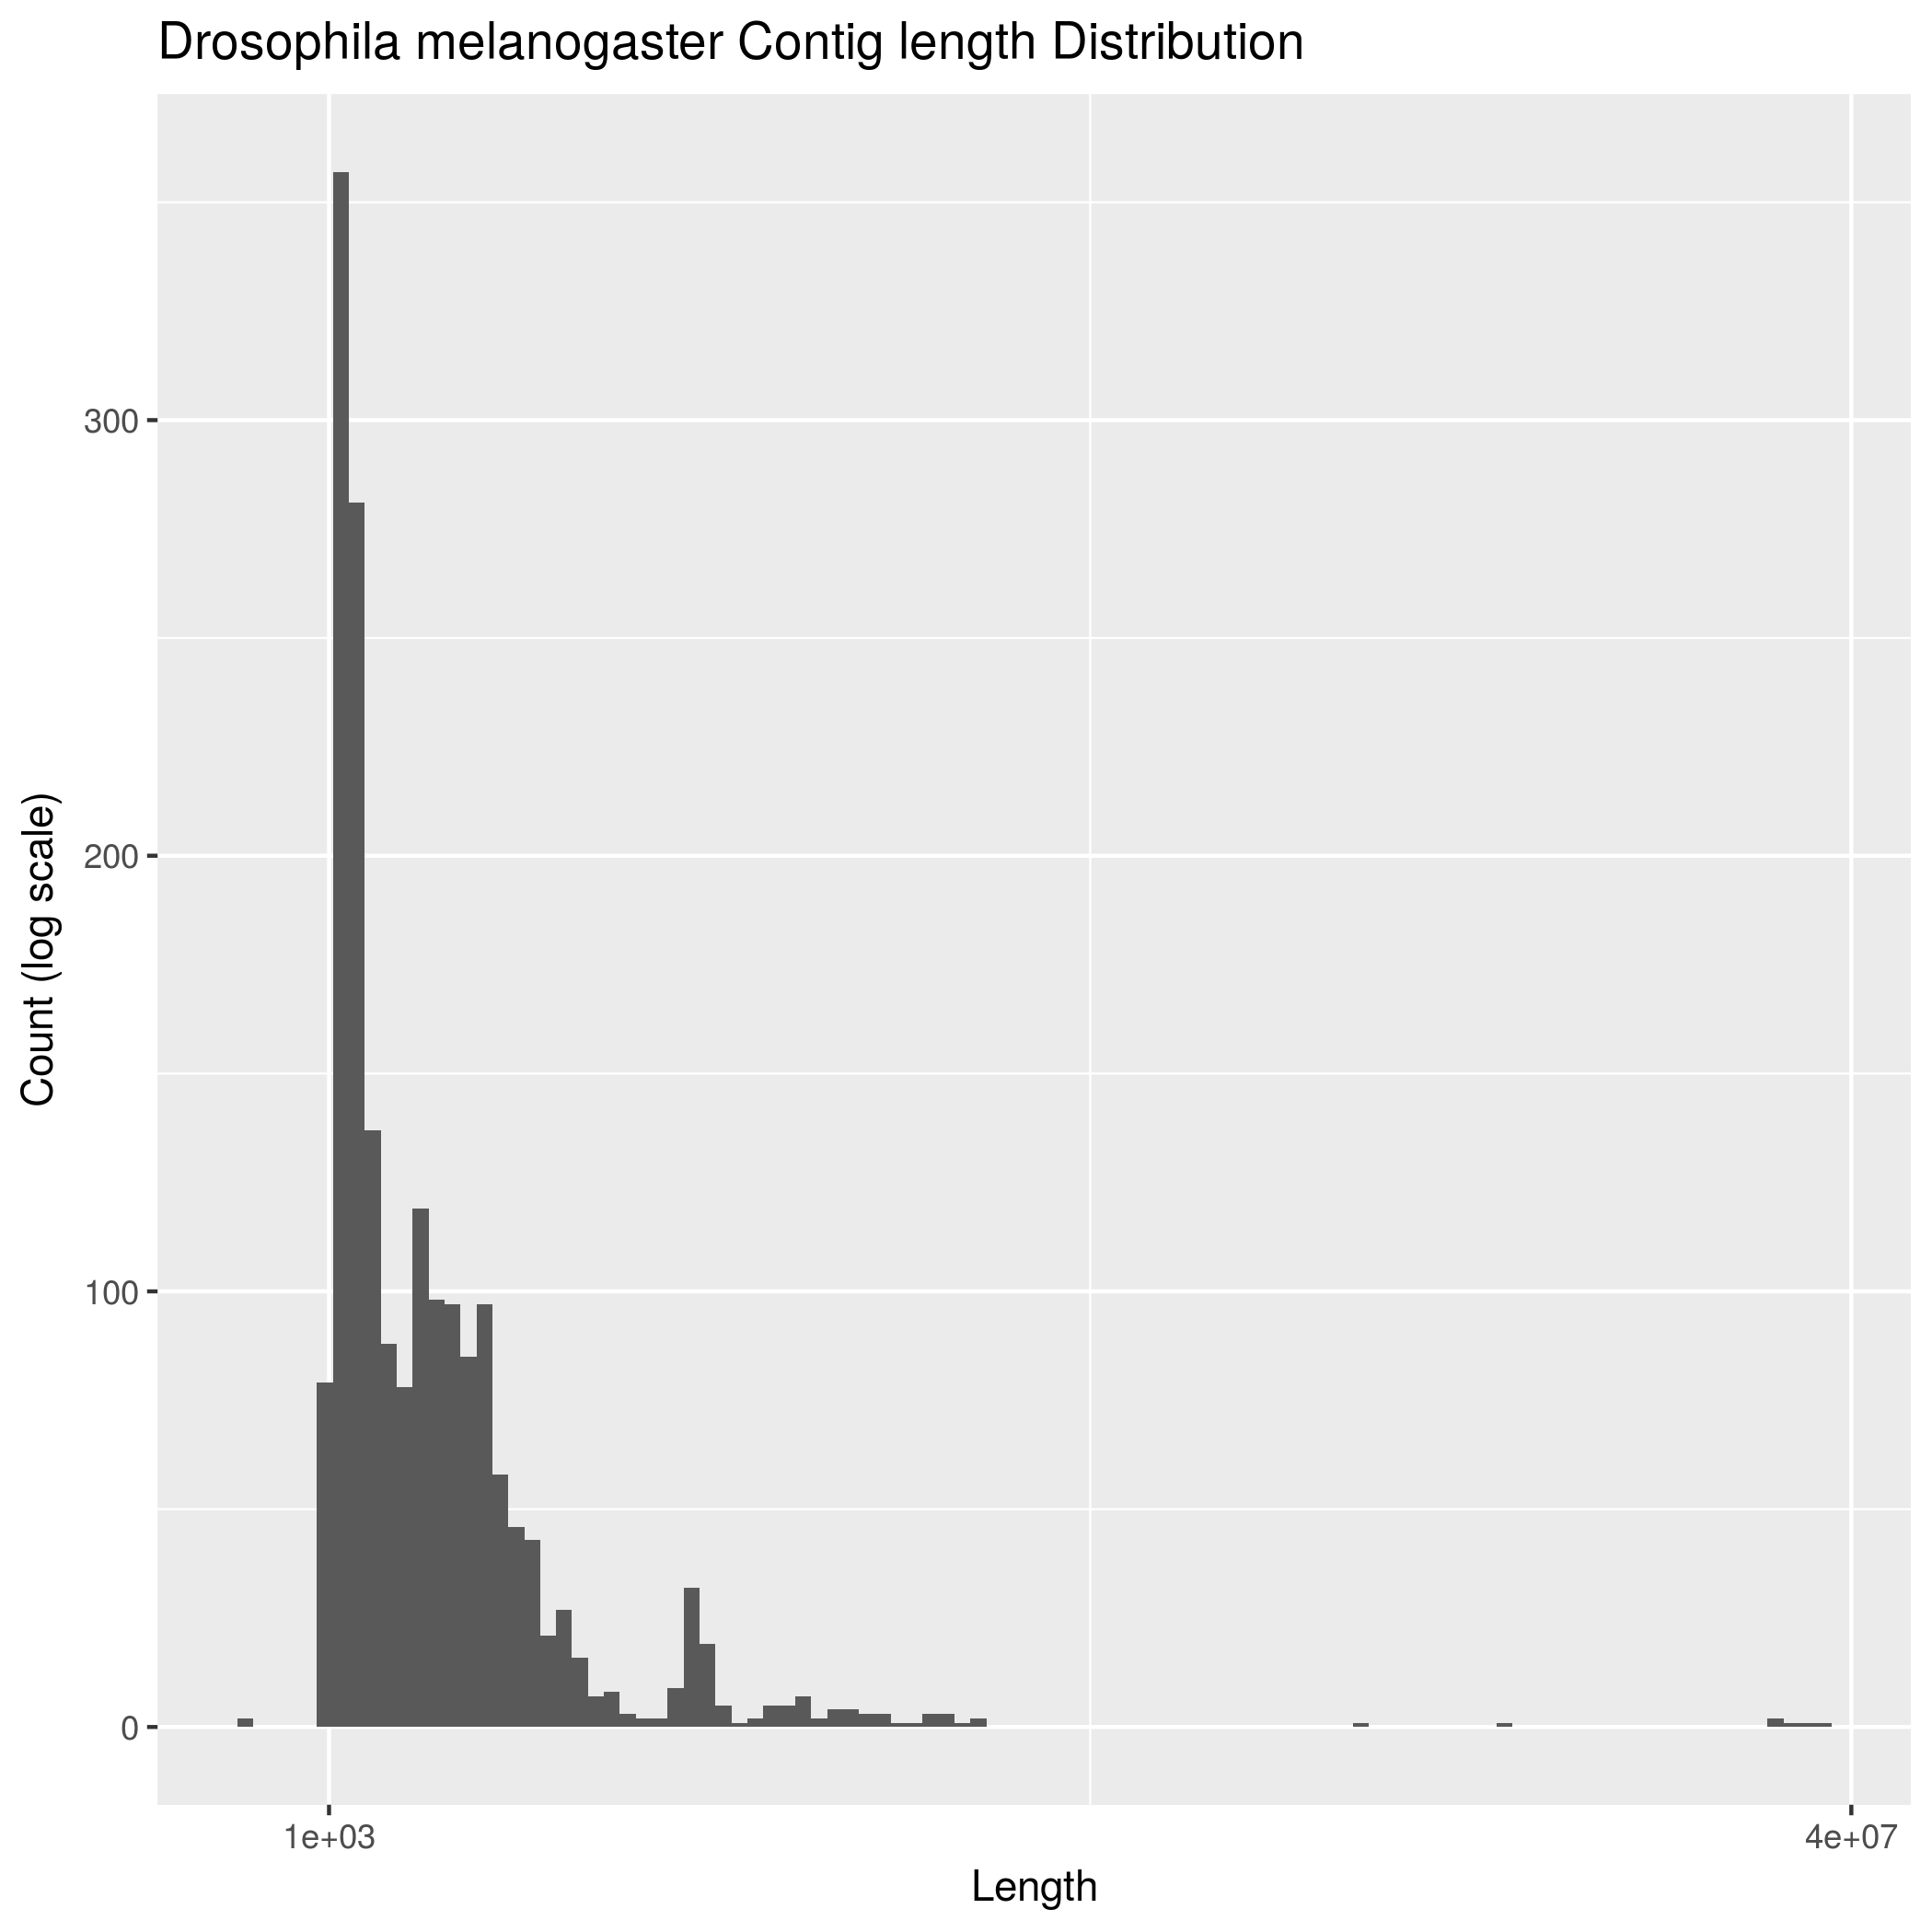 Drosophila melanogaster Contig length Distribution
Count (log scale)
300
200
100
0
1e+03
4e+07
Length